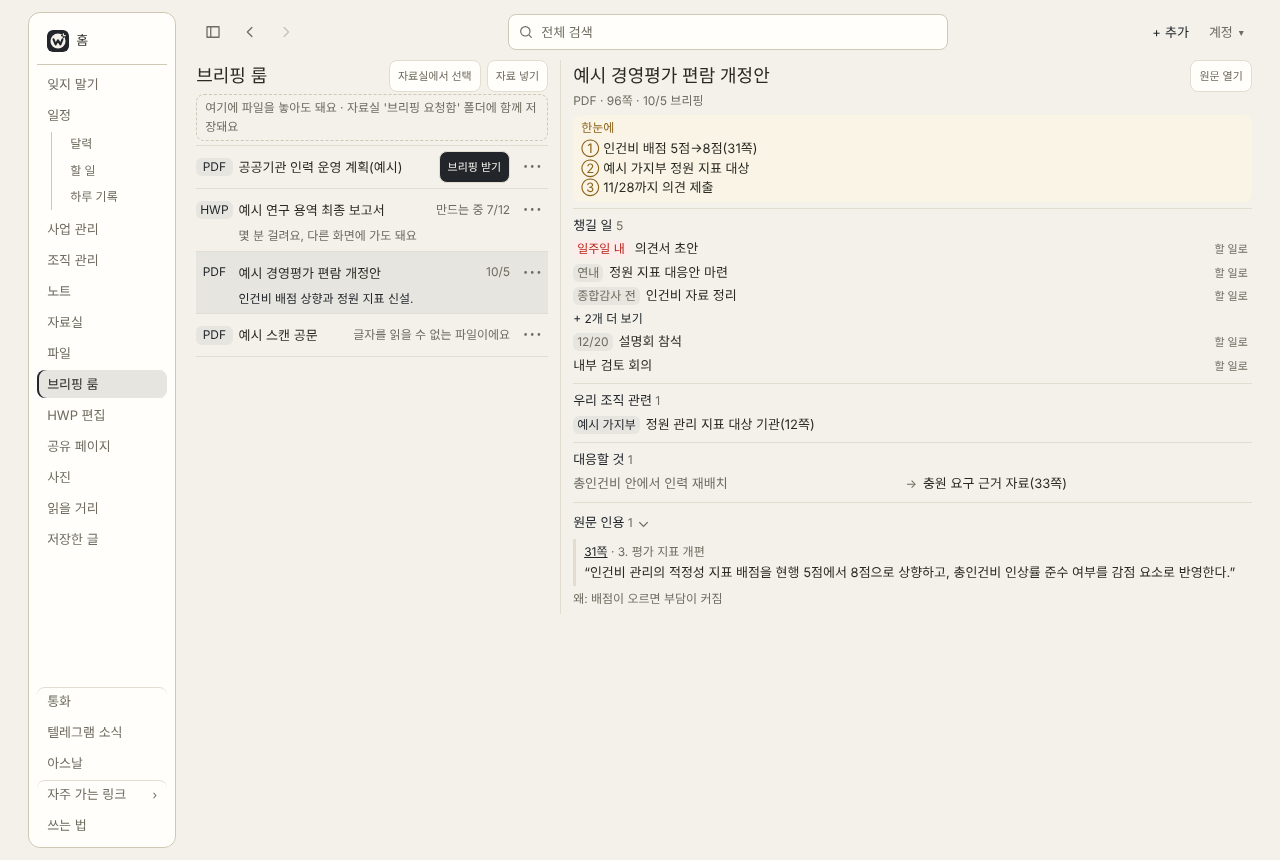 홈
잊지 말기
일정
달력
할 일
하루 기록
사업 관리
조직 관리
노트
자료실
파일
브리핑 룸
HWP 편집
공유 페이지
사진
읽을 거리
저장한 글
통화
텔레그램 소식
아스날
자주 가는 링크 ›
쓰는 법
전체 검색
+ 추가 계정 ▾
브리핑 룸 자료실에서 선택 자료 넣기
여기에 파일을 놓아도 돼요 · 자료실 '브리핑 요청함' 폴더에 함께 저
장돼요
PDF 공공기관 인력 운영 계획(예시) 브리핑 받기 ···
HWP 예시 연구 용역 최종 보고서 만드는 중 7/12 ···
몇 분 걸려요, 다른 화면에 가도 돼요
PDF 예시 경영평가 편람 개정안 10/5 ···
인건비 배점 상향과 정원 지표 신설.
PDF 예시 스캔 공문 글자를 읽을 수 없는 파일이에요 ···
예시 경영평가 편람 개정안 원문 열기
PDF · 96쪽 · 10/5 브리핑
한눈에
① 인건비 배점 5점→8점(31쪽)
② 예시 가지부 정원 지표 대상
③ 11/28까지 의견 제출
챙길 일 5
일주일 내 의견서 초안 할 일로
연내 정원 지표 대응안 마련 할 일로
종합감사 전 인건비 자료 정리 할 일로
+ 2개 더 보기
12/20 설명회 참석 할 일로
내부 검토 회의 할 일로
우리 조직 관련 1
예시 가지부 정원 관리 지표 대상 기관(12쪽)
대응할 것 1
총인건비 안에서 인력 재배치 → 충원 요구 근거 자료(33쪽)
원문 인용 1
31쪽 · 3. 평가 지표 개편
“인건비 관리의 적정성 지표 배점을 현행 5점에서 8점으로 상향하고, 총인건비 인상률 준수 여부를 감점 요소로 반영한다.”
왜: 배점이 오르면 부담이 커짐